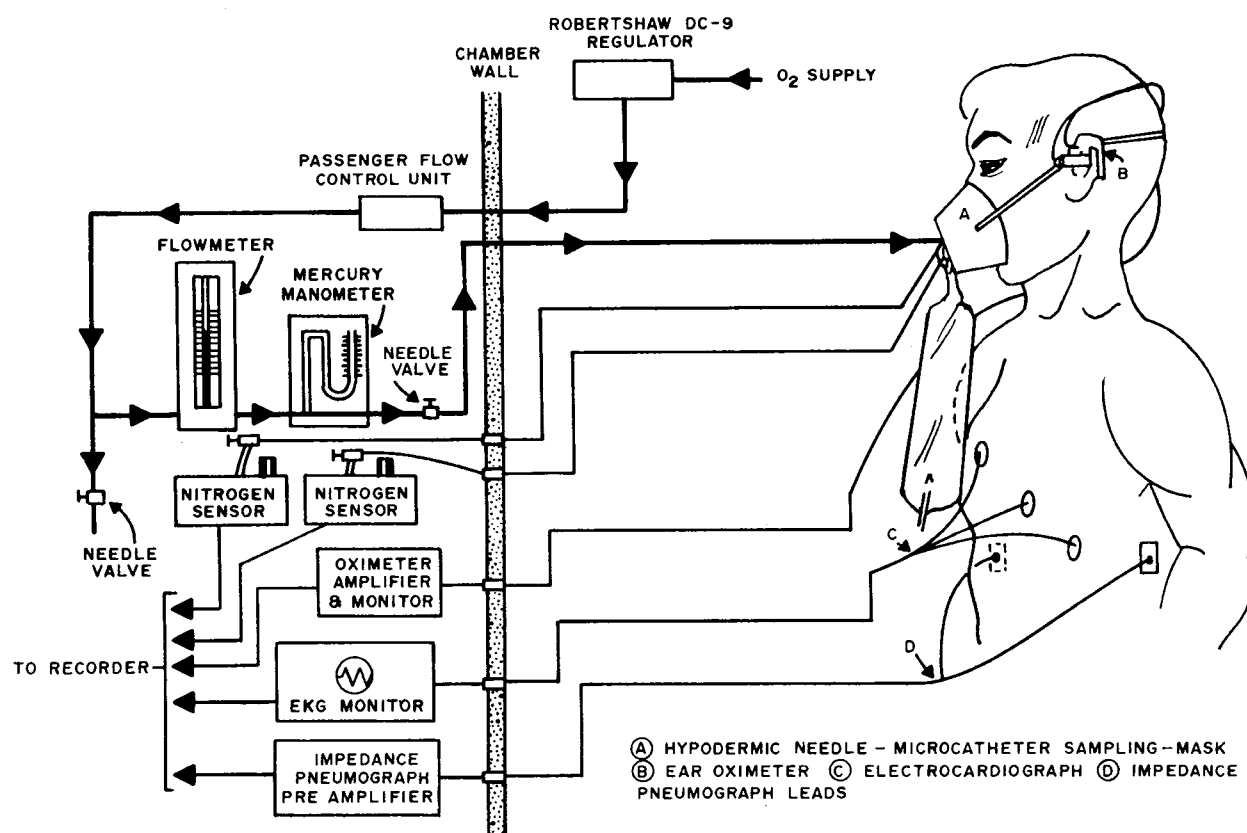 ROBERTSHAW DC-9
REGULATOR
CHAMBER
WALL
O2 SUPPLY
PASSENGER FLOW
CONTROL UNIT
B
A
FLOWMETER
MERCURY
MANOMETER
NEEDLE
VALVE
NITROGEN
SENSOR
NITROGEN
SENSOR
A
C
NEEDLE
VALVE
OXIMETER
AMPLIFIER
& MONITOR
TO RECORDER
D
EKG MONITOR
IMPEDANCE
PNEUMOGRAPH
PRE AMPLIFIER
A HYPODERMIC NEEDLE – MICROCATHETER SAMPLING-MASK
B EAR OXIMETER C ELECTROCARDIOGRAPH D IMPEDANCE
PNEUMOGRAPH LEADS